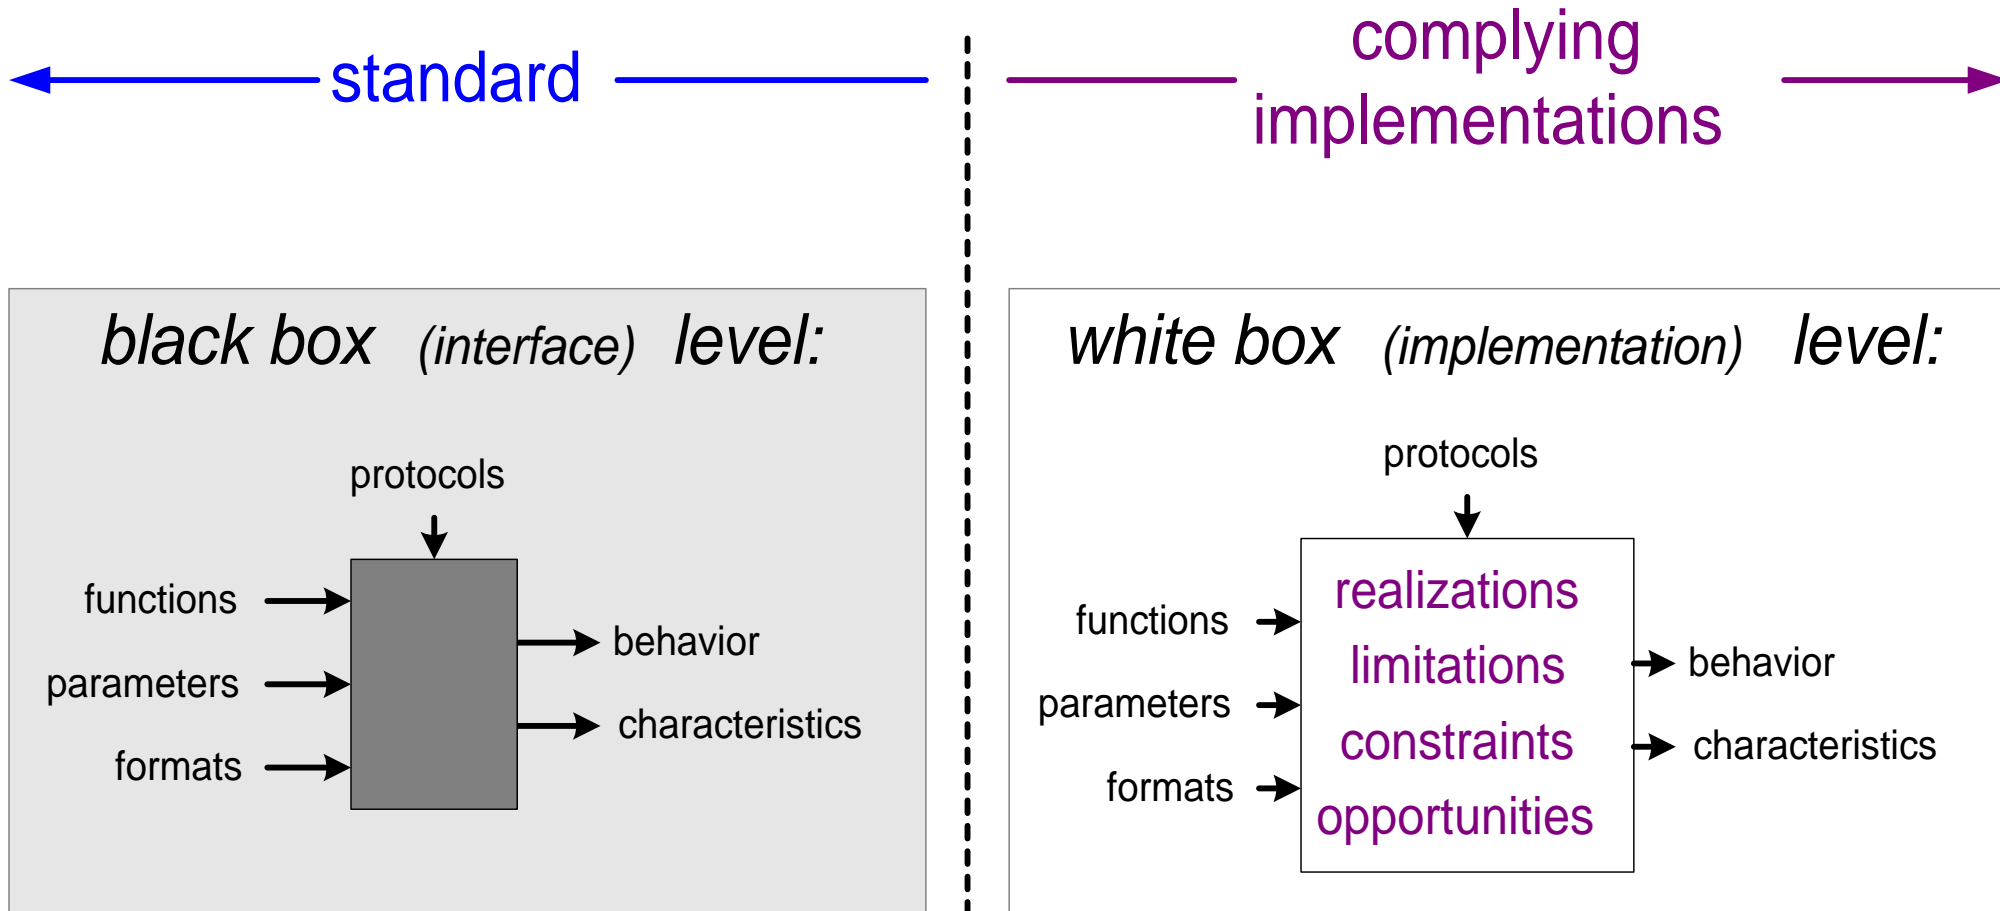 standard
complying
implementations
black box (interface) level:
protocols
functions
parameters
formats
behavior
characteristics
white box (implementation) level:
protocols
functions
parameters
formats
realizations
limitations
constraints
opportunities
behavior
characteristics